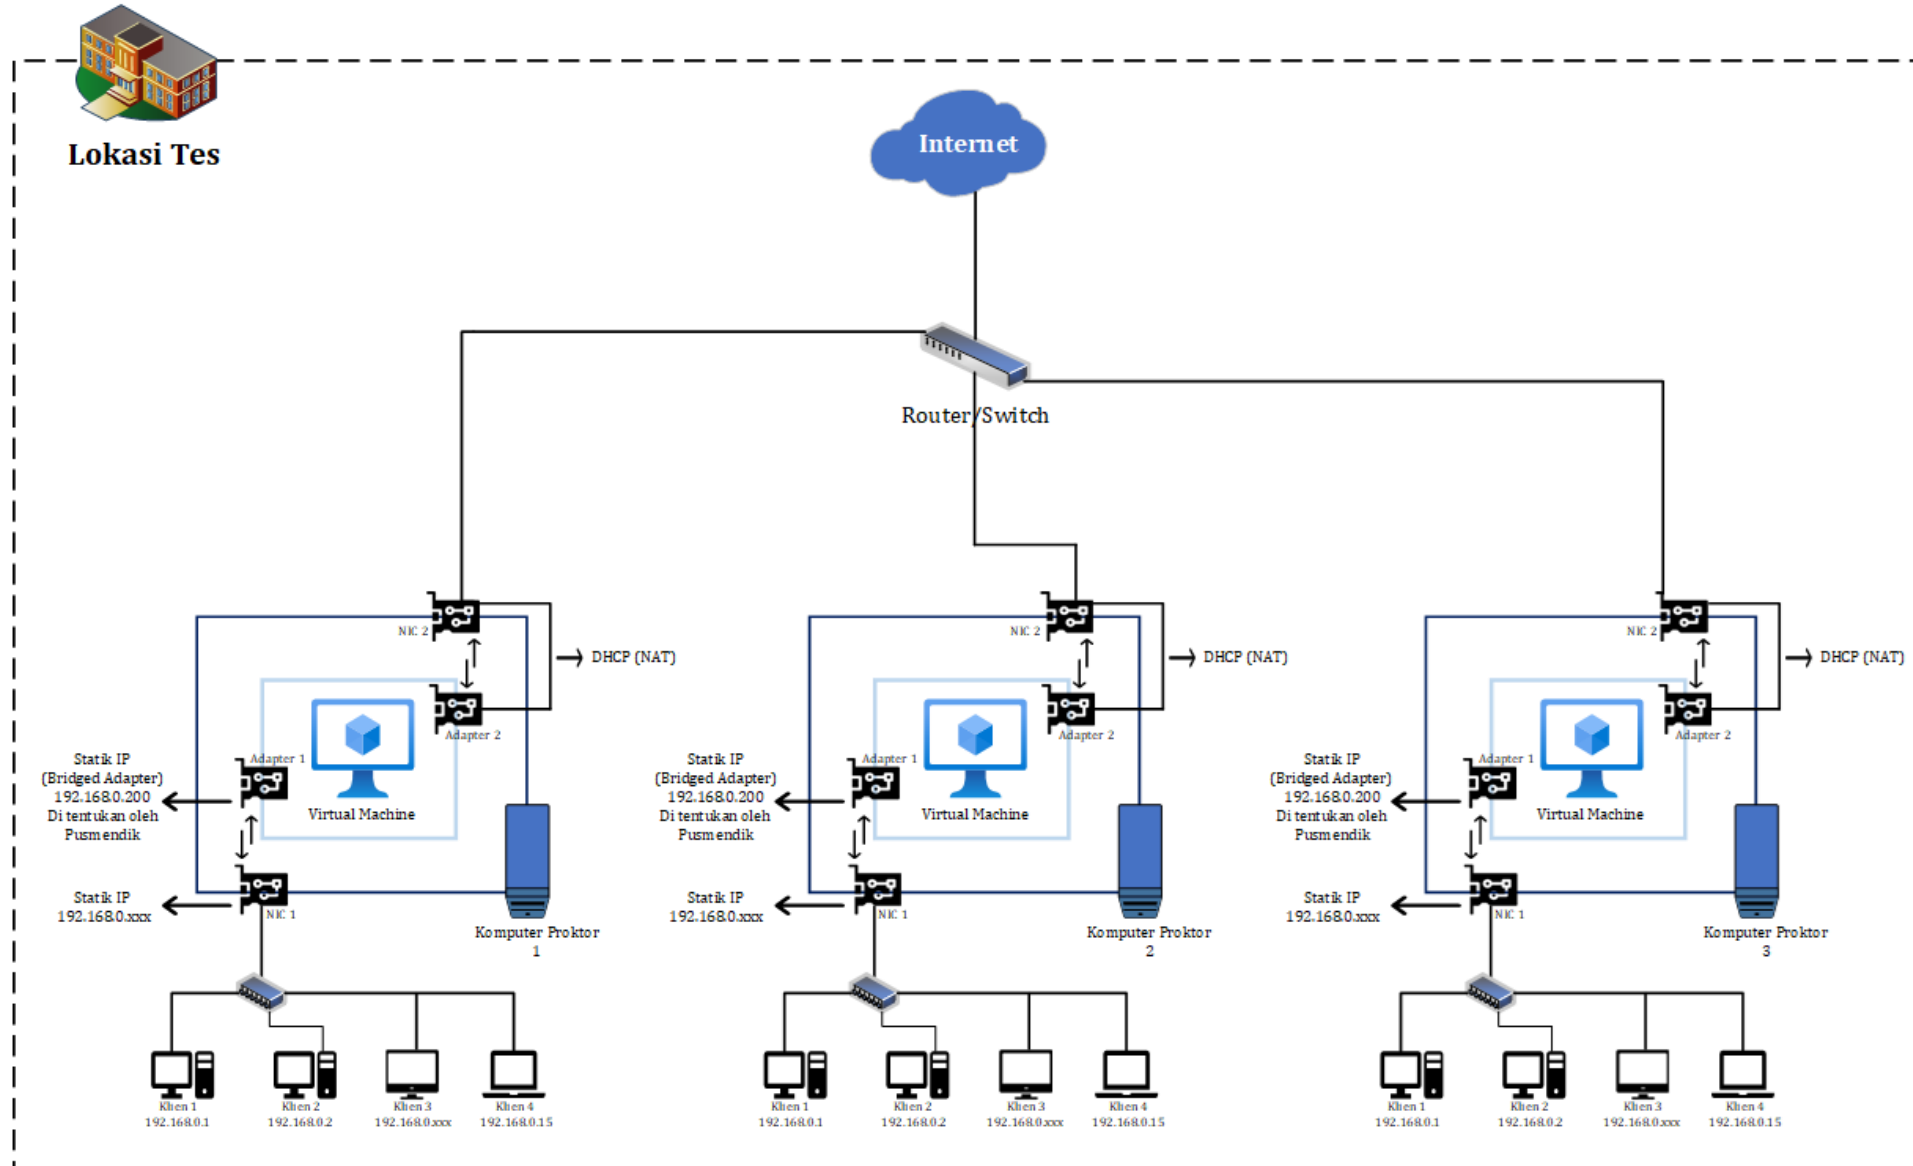 Lokasi Tes
Internet
Router/Switch
NIC 2
DHCP (NAT)
Adapter 2
Adapter 1
Virtual Machine
Statik IP
(Bridged Adapter)
192.168.0.200
Di tentukan oleh
Pusmendik
Statik IP
192.168.0.xxx
NIC 1
Komputer Proktor
1
Klien 1
192.168.0.1
Klien 2
192.168.0.2
Klien 3
192.168.0.xxx
Klien 4
192.168.0.15
NIC 2
DHCP (NAT)
Adapter 2
Adapter 1
Virtual Machine
Statik IP
(Bridged Adapter)
192.168.0.200
Di tentukan oleh
Pusmendik
Statik IP
192.168.0.xxx
NIC 1
Komputer Proktor
2
Klien 1
192.168.0.1
Klien 2
192.168.0.2
Klien 3
192.168.0.xxx
Klien 4
192.168.0.15
NIC 2
DHCP (NAT)
Adapter 2
Adapter 1
Virtual Machine
Statik IP
(Bridged Adapter)
192.168.0.200
Di tentukan oleh
Pusmendik
Statik IP
192.168.0.xxx
NIC 1
Komputer Proktor
3
Klien 1
192.168.0.1
Klien 2
192.168.0.2
Klien 3
192.168.0.xxx
Klien 4
192.168.0.15